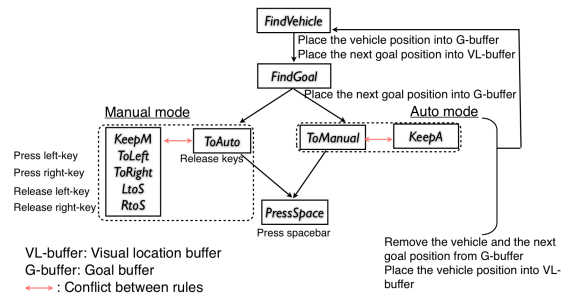 FindVehicle
Place the vehicle position into G-buffer
Place the next goal position into VL-buffer
FindGoal
Place the next goal position into G-buffer
Manual mode
Auto mode
KeepM
ToLeft
ToRight
LtoS
RtoS
ToAuto
Release keys
ToManual
KeepA
Press left-key
Press right-key
Release left-key
Release right-key
PressSpace
Press spacebar
Remove the vehicle and the next
goal position from G-buffer
Place the vehicle position into VL-
buffer
VL-buffer: Visual location buffer
G-buffer: Goal buffer
: Conflict between rules